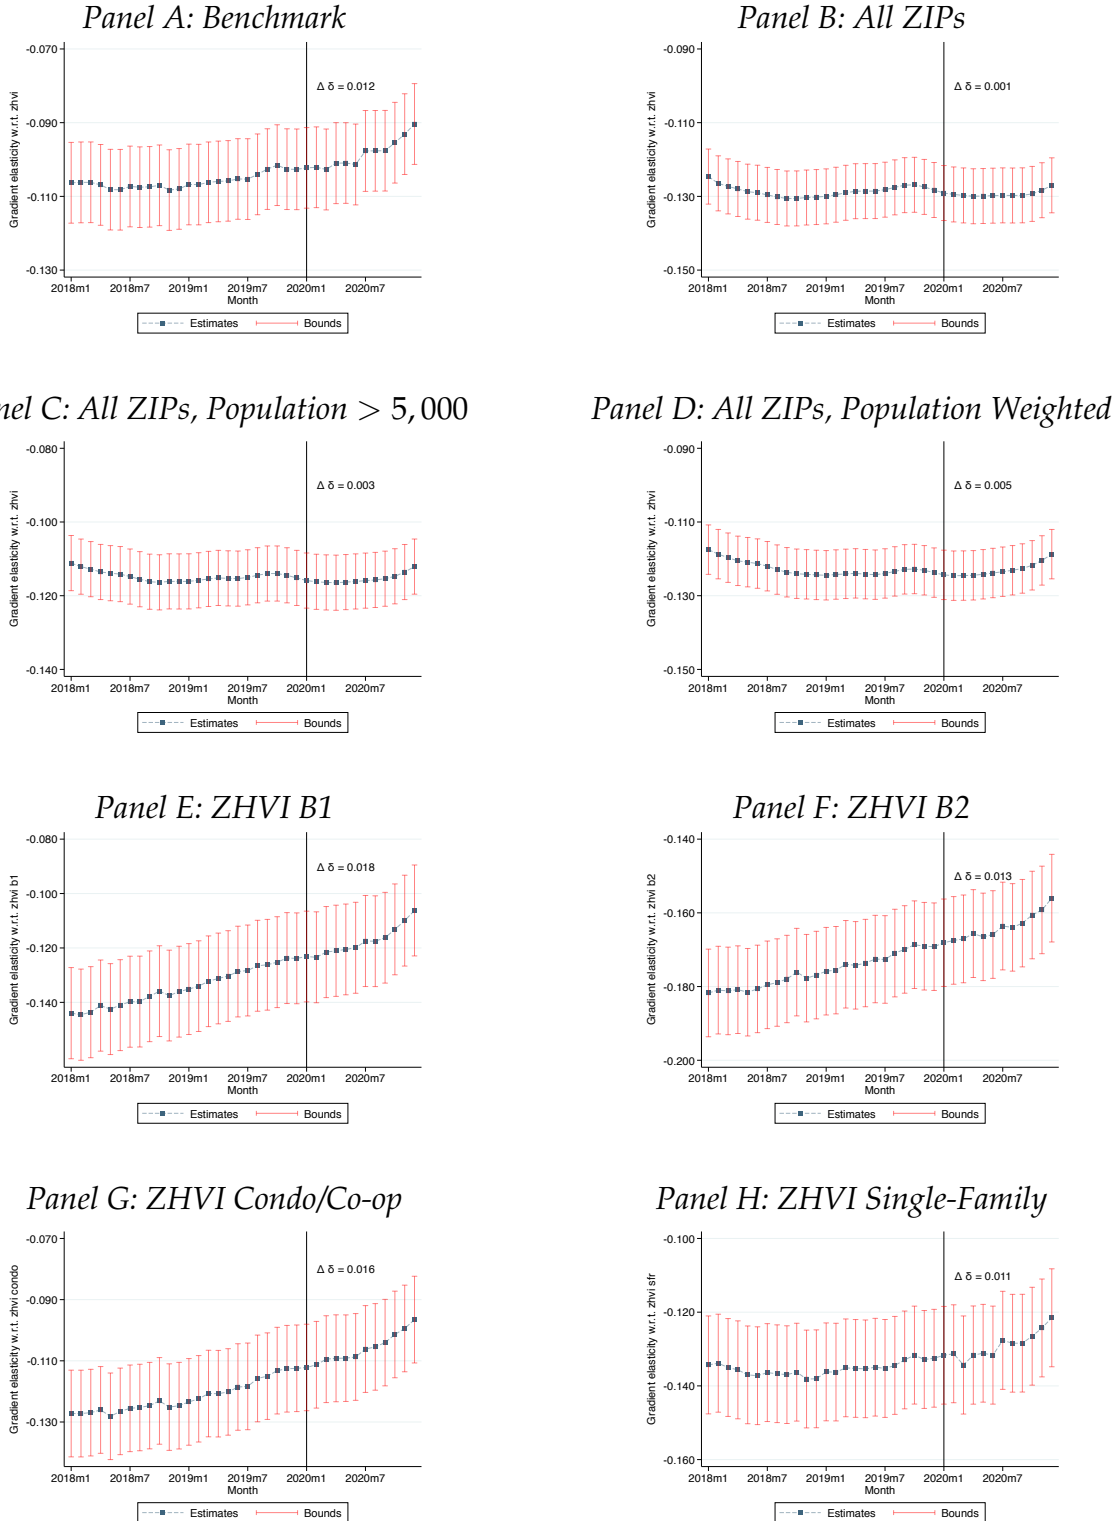 Panel A: Benchmark
-0.070
-0.090
-0.110
-0.130
Gradient elasticity w.r.t. zhvi
Δ δ = 0.012
2018m1 2018m7 2019m1 2019m7 2020m1 2020m7
Month
Estimates Bounds
Panel B: All ZIPs
-0.090
-0.110
-0.130
-0.150
Gradient elasticity w.r.t. zhvi
Δ δ = 0.001
2018m1 2018m7 2019m1 2019m7 2020m1 2020m7
Month
Estimates Bounds
nel C: All ZIPs, Population > 5,000
-0.080
-0.100
-0.120
-0.140
Gradient elasticity w.r.t. zhvi
Δ δ = 0.003
2018m1 2018m7 2019m1 2019m7 2020m1 2020m7
Month
Estimates Bounds
Panel D: All ZIPs, Population Weighted
-0.090
-0.110
-0.130
-0.150
Gradient elasticity w.r.t. zhvi
Δ δ = 0.005
2018m1 2018m7 2019m1 2019m7 2020m1 2020m7
Month
Estimates Bounds
Panel E: ZHVI B1
-0.080
-0.100
-0.120
-0.140
Gradient elasticity w.r.t. zhvi b1
Δ δ = 0.018
2018m1 2018m7 2019m1 2019m7 2020m1 2020m7
Month
Estimates Bounds
Panel F: ZHVI B2
-0.140
-0.160
-0.180
-0.200
Gradient elasticity w.r.t. zhvi b2
Δ δ = 0.013
2018m1 2018m7 2019m1 2019m7 2020m1 2020m7
Month
Estimates Bounds
Panel G: ZHVI Condo/Co-op
-0.070
-0.090
-0.110
-0.130
Gradient elasticity w.r.t. zhvi condo
Δ δ = 0.016
2018m1 2018m7 2019m1 2019m7 2020m1 2020m7
Month
Estimates Bounds
Panel H: ZHVI Single-Family
-0.100
-0.120
-0.140
-0.160
Gradient elasticity w.r.t. zhvi sfr
Δ δ = 0.011
2018m1 2018m7 2019m1 2019m7 2020m1 2020m7
Month
Estimates Bounds